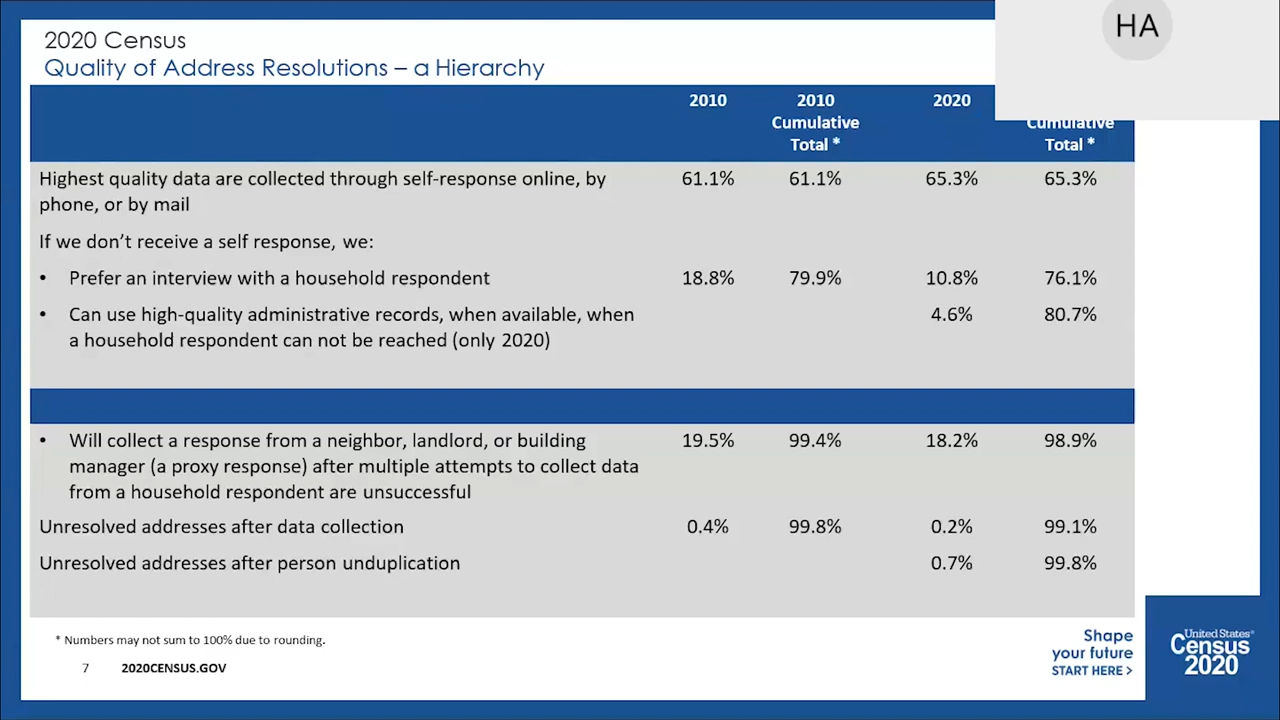 HA
2020 Census
Quality of Address Resolutions – a Hierarchy
2010
2010
Cumulative
Total *
2020
Cumulative
Total *
Highest quality data are collected through self-response online, by
phone, or by mail
61.1%
61.1%
65.3%
65.3%
If we don’t receive a self response, we:
• Prefer an interview with a household respondent
18.8%
79.9%
10.8%
76.1%
• Can use high-quality administrative records, when available, when
a household respondent can not be reached (only 2020)
4.6%
80.7%
• Will collect a response from a neighbor, landlord, or building
manager (a proxy response) after multiple attempts to collect data
from a household respondent are unsuccessful
19.5%
99.4%
18.2%
98.9%
Unresolved addresses after data collection
0.4%
99.8%
0.2%
99.1%
Unresolved addresses after person unduplication
0.7%
99.8%
* Numbers may not sum to 100% due to rounding.
7
2020CENSUS.GOV
Shape
your future
START HERE >
United States®
Census
2020